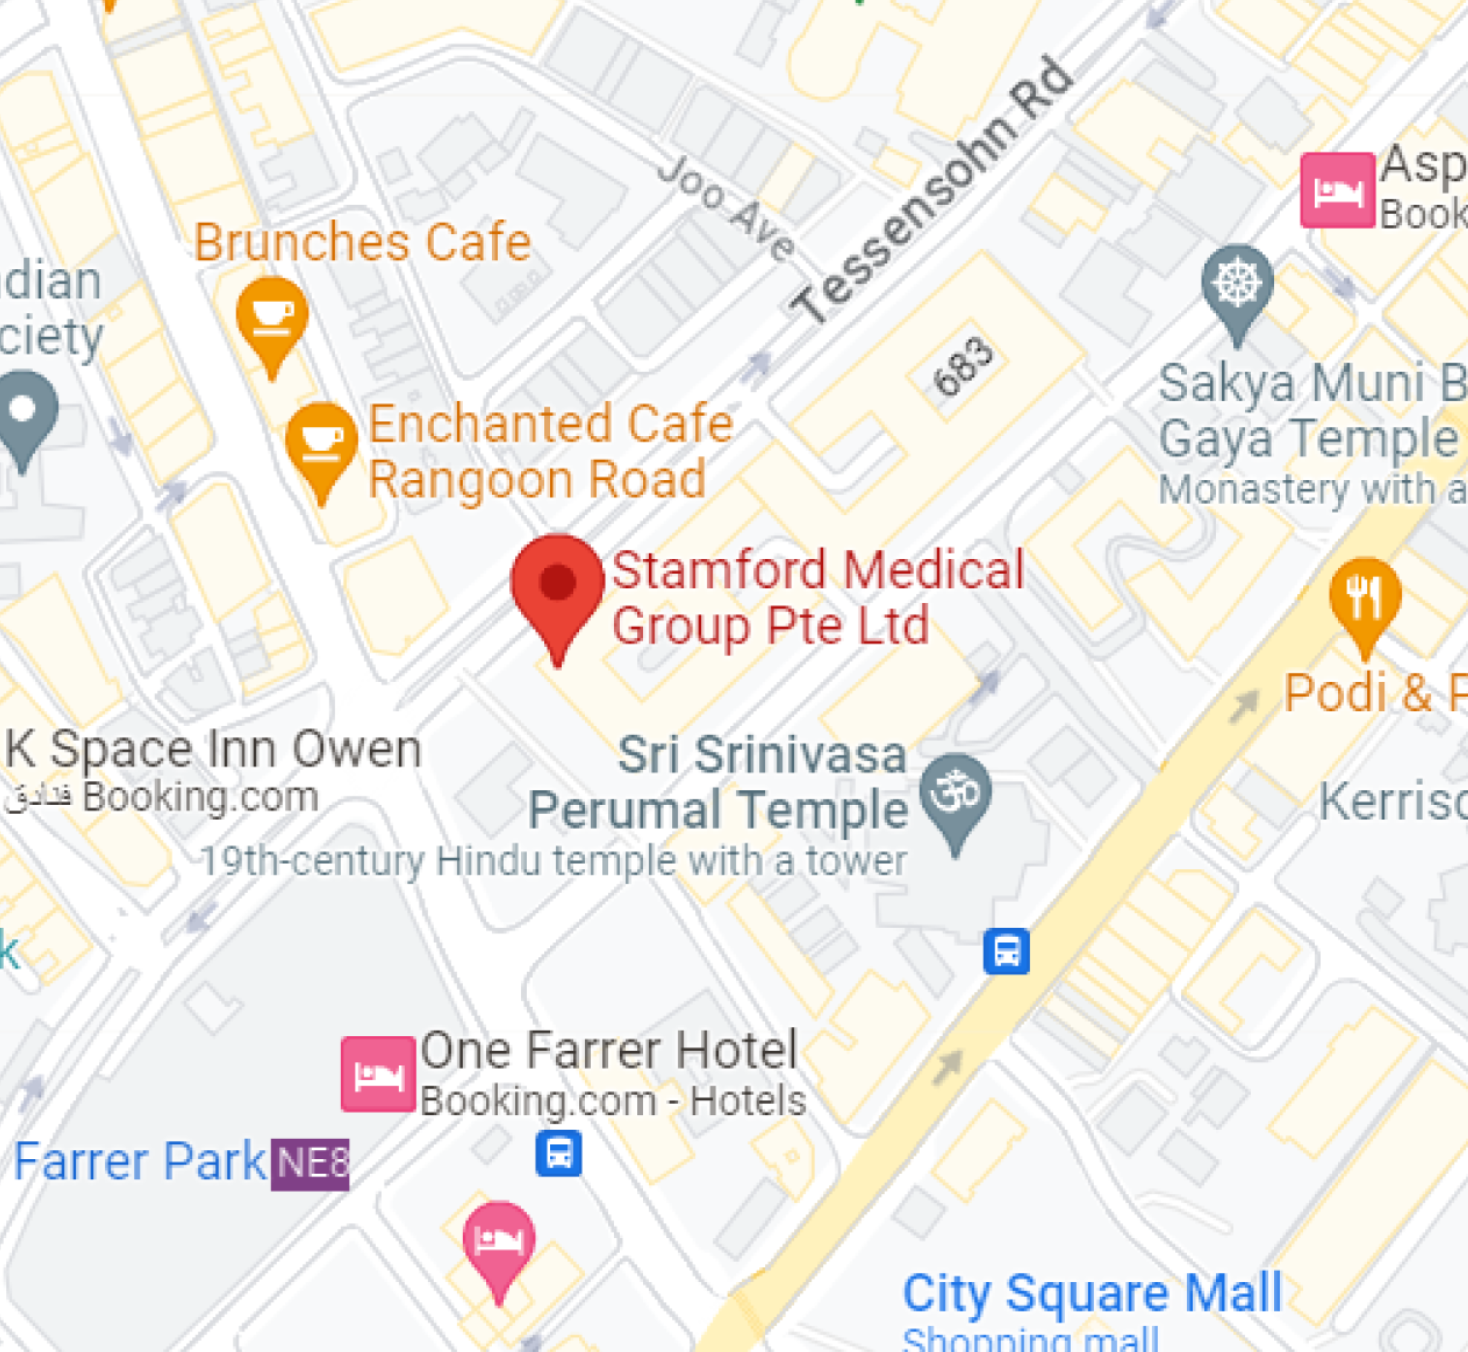 Tessensohn Rd
Joo Ave
Asp
Book
Brunches Cafe
dian
ciety
683
Sakya Muni B
Gaya Temple
Monastery with a
Enchanted Cafe
Rangoon Road
Stamford Medical
Group Pte Ltd
Podi & P
K Space Inn Owen
فنادق Booking.com
Sri Srinivasa
Perumal Temple
19th-century Hindu temple with a tower
Kerrisd
k
One Farrer Hotel
Booking.com - Hotels
Farrer Park NE8
City Square Mall
Shopping mall